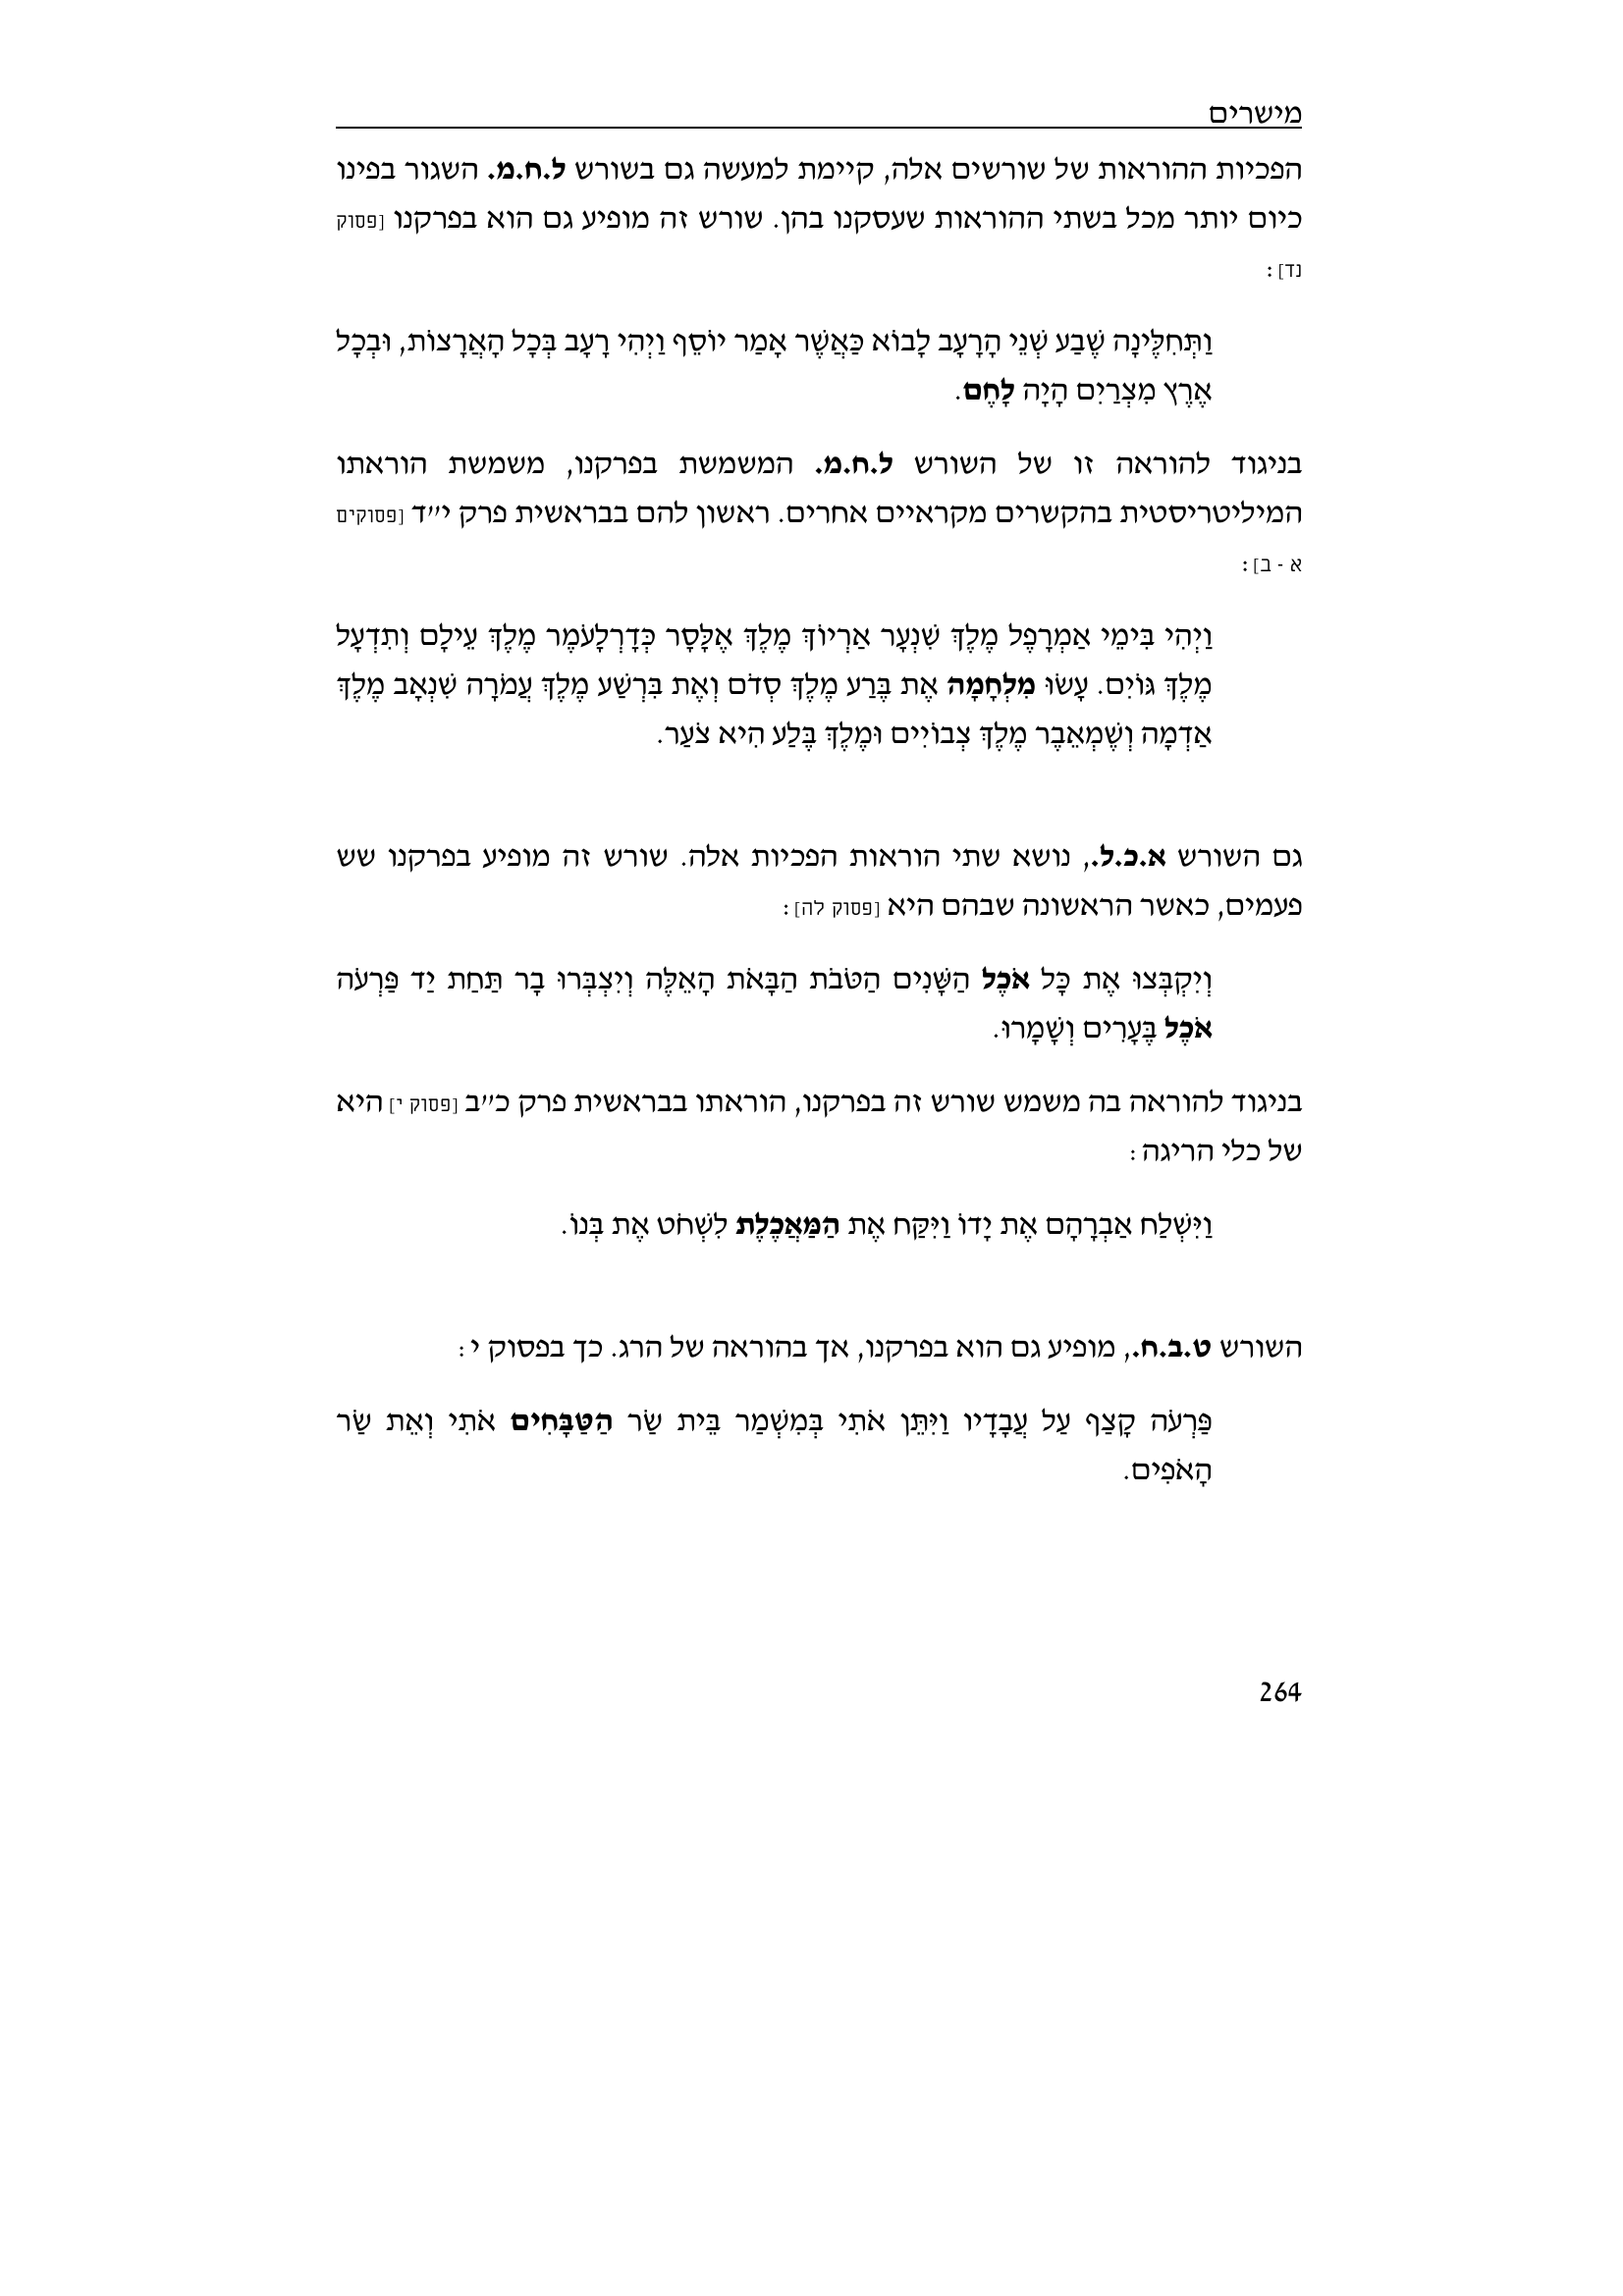 מישרים
הפכיות ההוראות של שורשים אלה, קיימת למעשה גם בשורש ל.ח.מ. השגור בפינו
כיום יותר מכל בשתי ההוראות שעסקנו בהן. שורש זה מופיע גם הוא בפרקנו [פסוק
נד]:
וַתְּחִלֶּינָה שֶׁבַע שְׁנֵי הָרָעָב לָבוֹא כַּאֲשֶׁר אָמַר יוֹסֵף וַיְהִי רָעָב בְּכָל הָאֲרָצוֹת, וּבְכָל
אֶרֶץ מִצְרַיִם הָיָה לָחֶם.
בניגוד להוראה זו של השורש ל.ח.מ. המשמשת בפרקנו, משמשת הוראתו
המיליטריסטית בהקשרים מקראיים אחרים. ראשון להם בבראשית פרק י״ד [פסוקים
א - ב]:
וַיְהִי בִּימֵי אַמְרָפֶל מֶלֶךְ שִׁנְעָר אַרְיוֹךְ מֶלֶךְ אֶלָּסָר כְּדָרְלָעֹמֶר מֶלֶךְ עֵילָם וְתִדְעָל
מֶלֶךְ גּוֹיִם. עָשׂוּ מִלְחָמָה אֶת בֶּרַע מֶלֶךְ סְדֹם וְאֶת בִּרְשַׁע מֶלֶךְ עֲמֹרָה שִׁנְאָב מֶלֶךְ
אַדְמָה וְשֶׁמְאֵבֶר מֶלֶךְ צְבוֹיִים וּמֶלֶךְ בֶּלַע הִיא צֹעַר.
גם השורש א.כ.ל., נושא שתי הוראות הפכיות אלה. שורש זה מופיע בפרקנו שש
פעמים, כאשר הראשונה שבהם היא [פסוק לה]:
וְיִקְבְּצוּ אֶת כָּל אֹכֶל הַשָּׁנִים הַטֹּבֹת הַבָּאֹת הָאֵלֶּה וְיִצְבְּרוּ בָר תַּחַת יַד פַּרְעֹה
אֹכֶל בֶּעָרִים וְשָׁמָרוּ.
בניגוד להוראה בה משמש שורש זה בפרקנו, הוראתו בבראשית פרק כ״ב [פסוק י] היא
של כלי הריגה:
וַיִּשְׁלַח אַבְרָהָם אֶת יָדוֹ וַיִּקַּח אֶת הַמַּאֲכֶלֶת לִשְׁחֹט אֶת בְּנוֹ.
השורש ט.ב.ח., מופיע גם הוא בפרקנו, אך בהוראה של הרג. כך בפסוק י:
פַּרְעֹה קָצַף עַל עֲבָדָיו וַיִּתֵּן אֹתִי בְּמִשְׁמַר בֵּית שַׂר הַטַּבָּחִים אֹתִי וְאֵת שַׂר
הָאֹפִים.
264